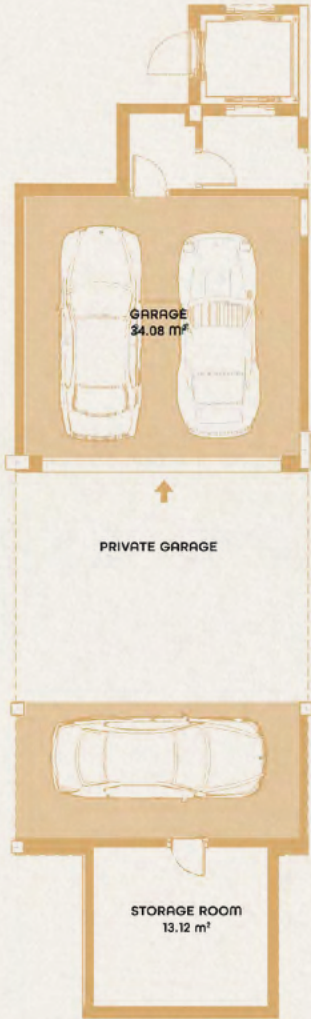 GARAGE
34.08 m²
PRIVATE GARAGE
STORAGE ROOM
13.12 m²